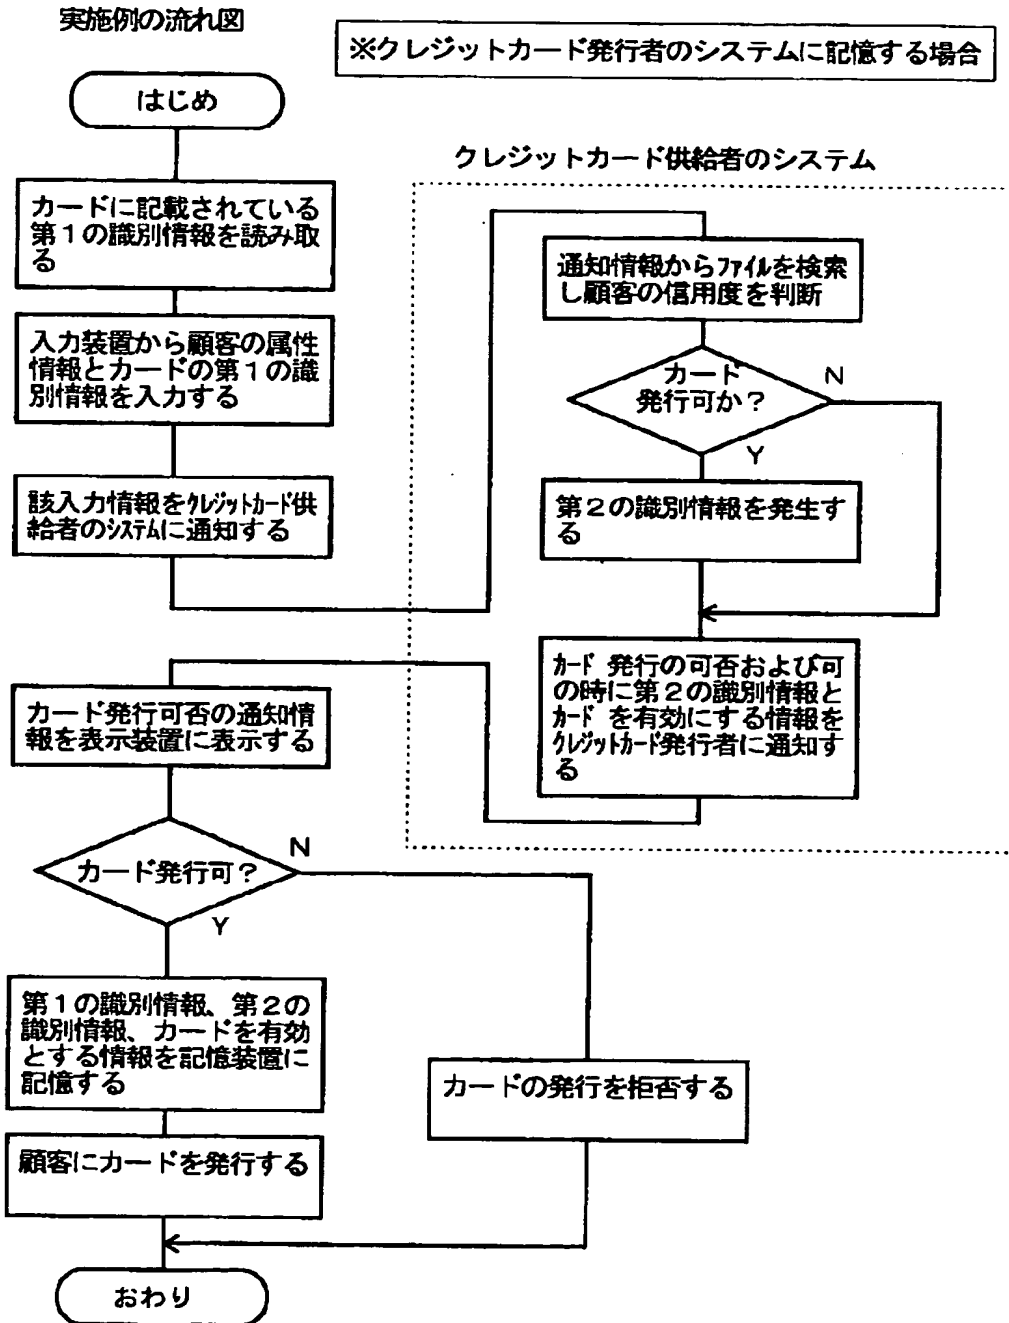 実施例の流れ図
※クレジットカード発行者のシステムに記憶する場合
はじめ
カードに記載されている
第1の識別情報を読み取
る
入力装置から顧客の属性
情報とカードの第1の識
別情報を入力する
該入力情報をｸﾚｼﾞｯﾄｶｰﾄﾞ供
給者のｼｽﾃﾑに通知する
クレジットカード供給者のシステム
通知情報からﾌｧｲﾙを検索
し顧客の信用度を判断
カード
発行可か？
N
Y
第2の識別情報を発生す
る
ｶｰﾄﾞ 発行の可否および可
の時に第2の識別情報と
ｶｰﾄﾞ を有効にする情報を
ｸﾚｼﾞｯﾄｶｰﾄﾞ発行者に通知す
る
カード発行可否の通知情
報を表示装置に表示する
カード発行可？
N
Y
第1の識別情報、第2の
識別情報、カードを有効
とする情報を記憶装置に
記憶する
カードの発行を拒否する
顧客にカードを発行する
おわり